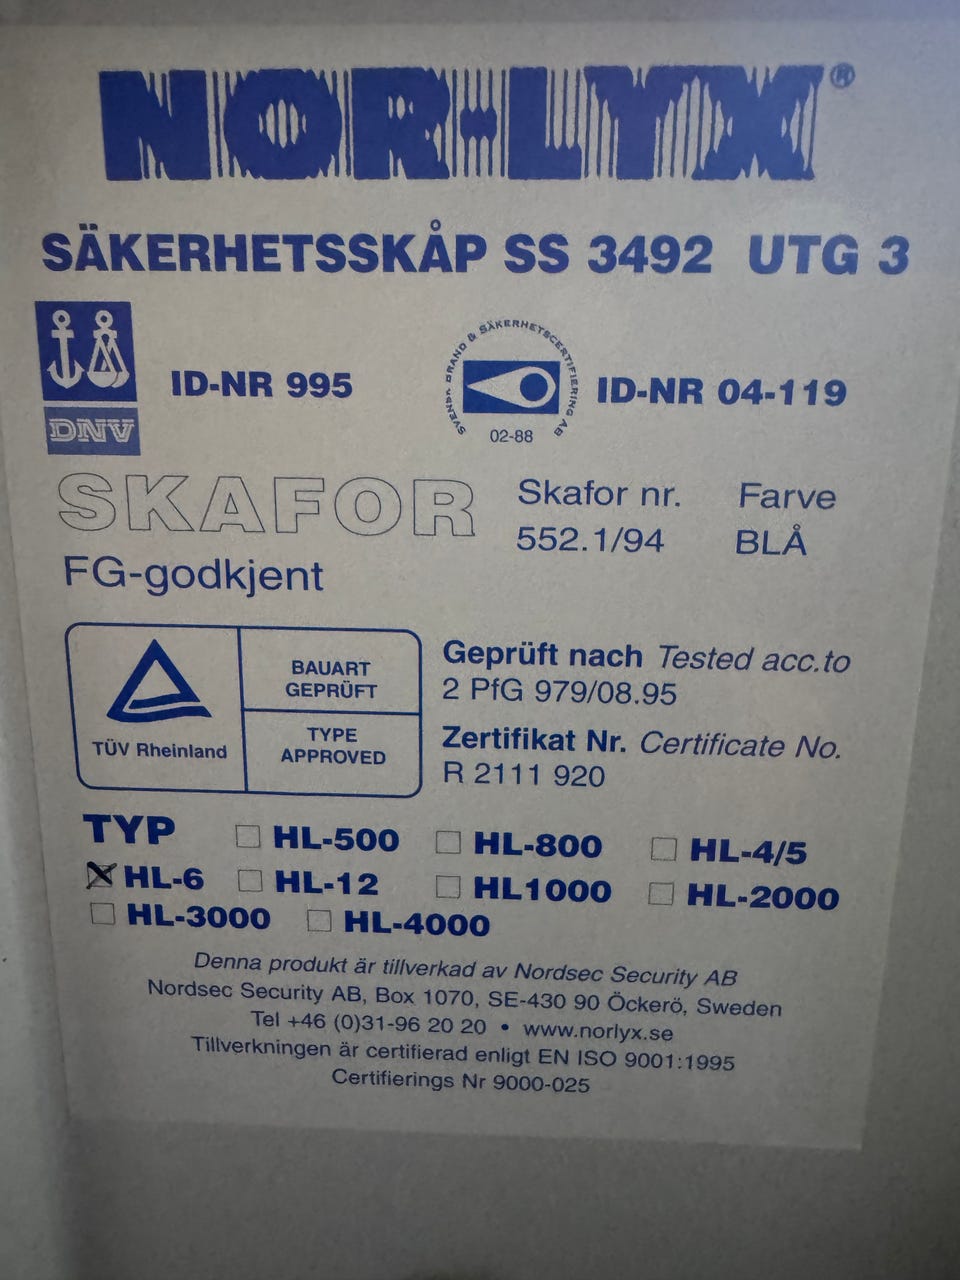 NOR-LYX®
SÄKERHETSSKÅP SS 3492 UTG 3
DNV
ID-NR 995
SVENSK BRAND & SÄKERHETSCERTIFIERING AB
02-88
ID-NR 04-119
SKAFOR
FG-godkjent
Skafor nr. Farve
552.1/94 BLÅ
TÜV Rheinland
BAUART
GEPRÜFT
TYPE
APPROVED
Geprüft nach Tested acc.to
2 PfG 979/08.95
Zertifikat Nr. Certificate No.
R 2111 920
TYP HL-500 HL-800 HL-4/5
HL-6 HL-12 HL1000 HL-2000
HL-3000 HL-4000
Denna produkt är tillverkad av Nordsec Security AB
Nordsec Security AB, Box 1070, SE-430 90 Öckerö, Sweden
Tel +46 (0)31-96 20 20 • www.norlyx.se
Tillverkningen är certifierad enligt EN ISO 9001:1995
Certifierings Nr 9000-025